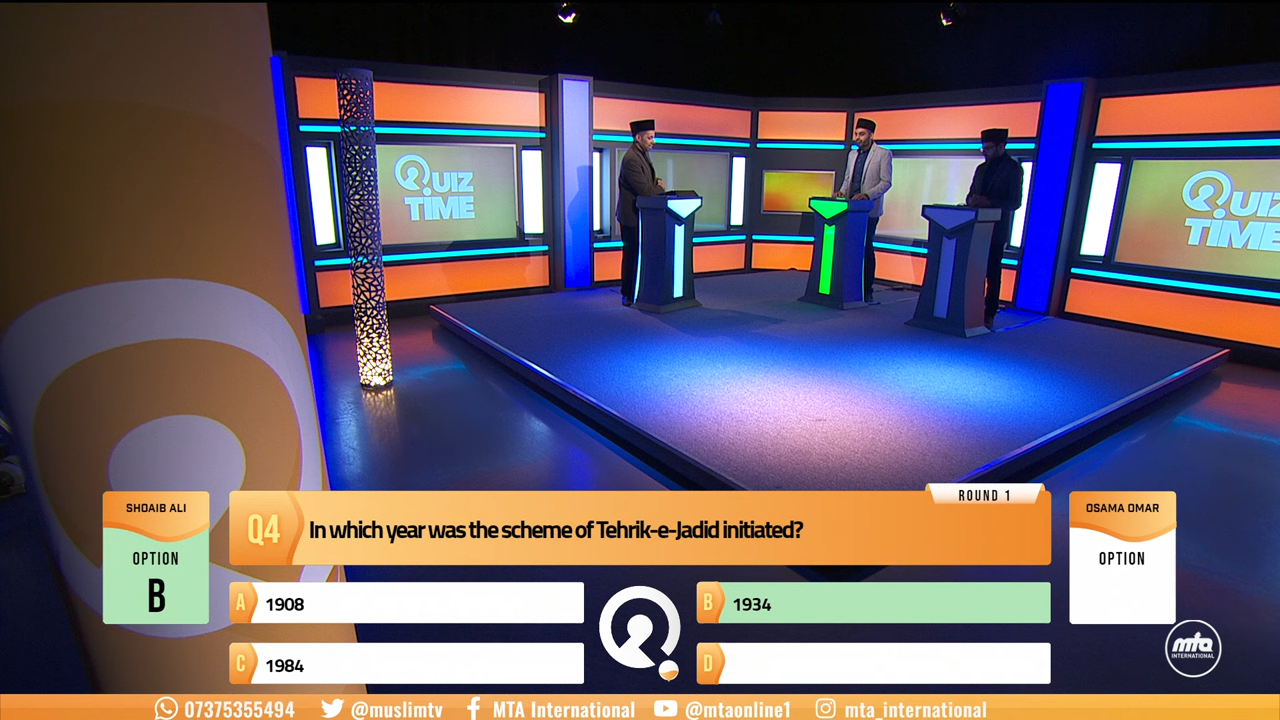 QUIZ
TIME
QUIZ
TIME
ROUND 1
SHOAIB ALI
OPTION
B
Q4
In which year was the scheme of Tehrik-e-Jadid initiated?
OSAMA OMAR
OPTION
A 1908
B 1934
C 1984
D
mta
INTERNATIONAL
07375355494 @muslimtv MTA International @mtaonline1 mta_international